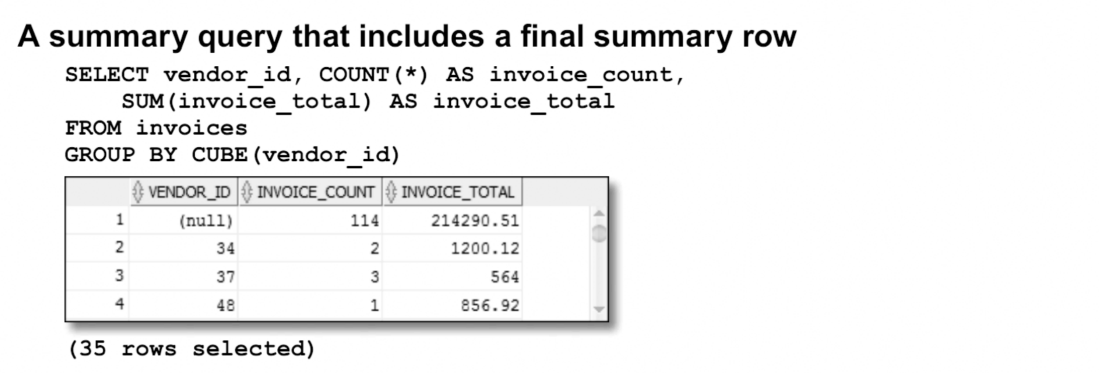 A summary query that includes a final summary row
SELECT vendor_id, COUNT(*) AS invoice_count,
SUM(invoice_total) AS invoice_total
FROM invoices
GROUP BY CUBE(vendor_id)
VENDOR_ID INVOICE_COUNT INVOICE_TOTAL
1 (null) 114 214290.51
2 34 2 1200.12
3 37 3 564
4 48 1 856.92
(35 rows selected)